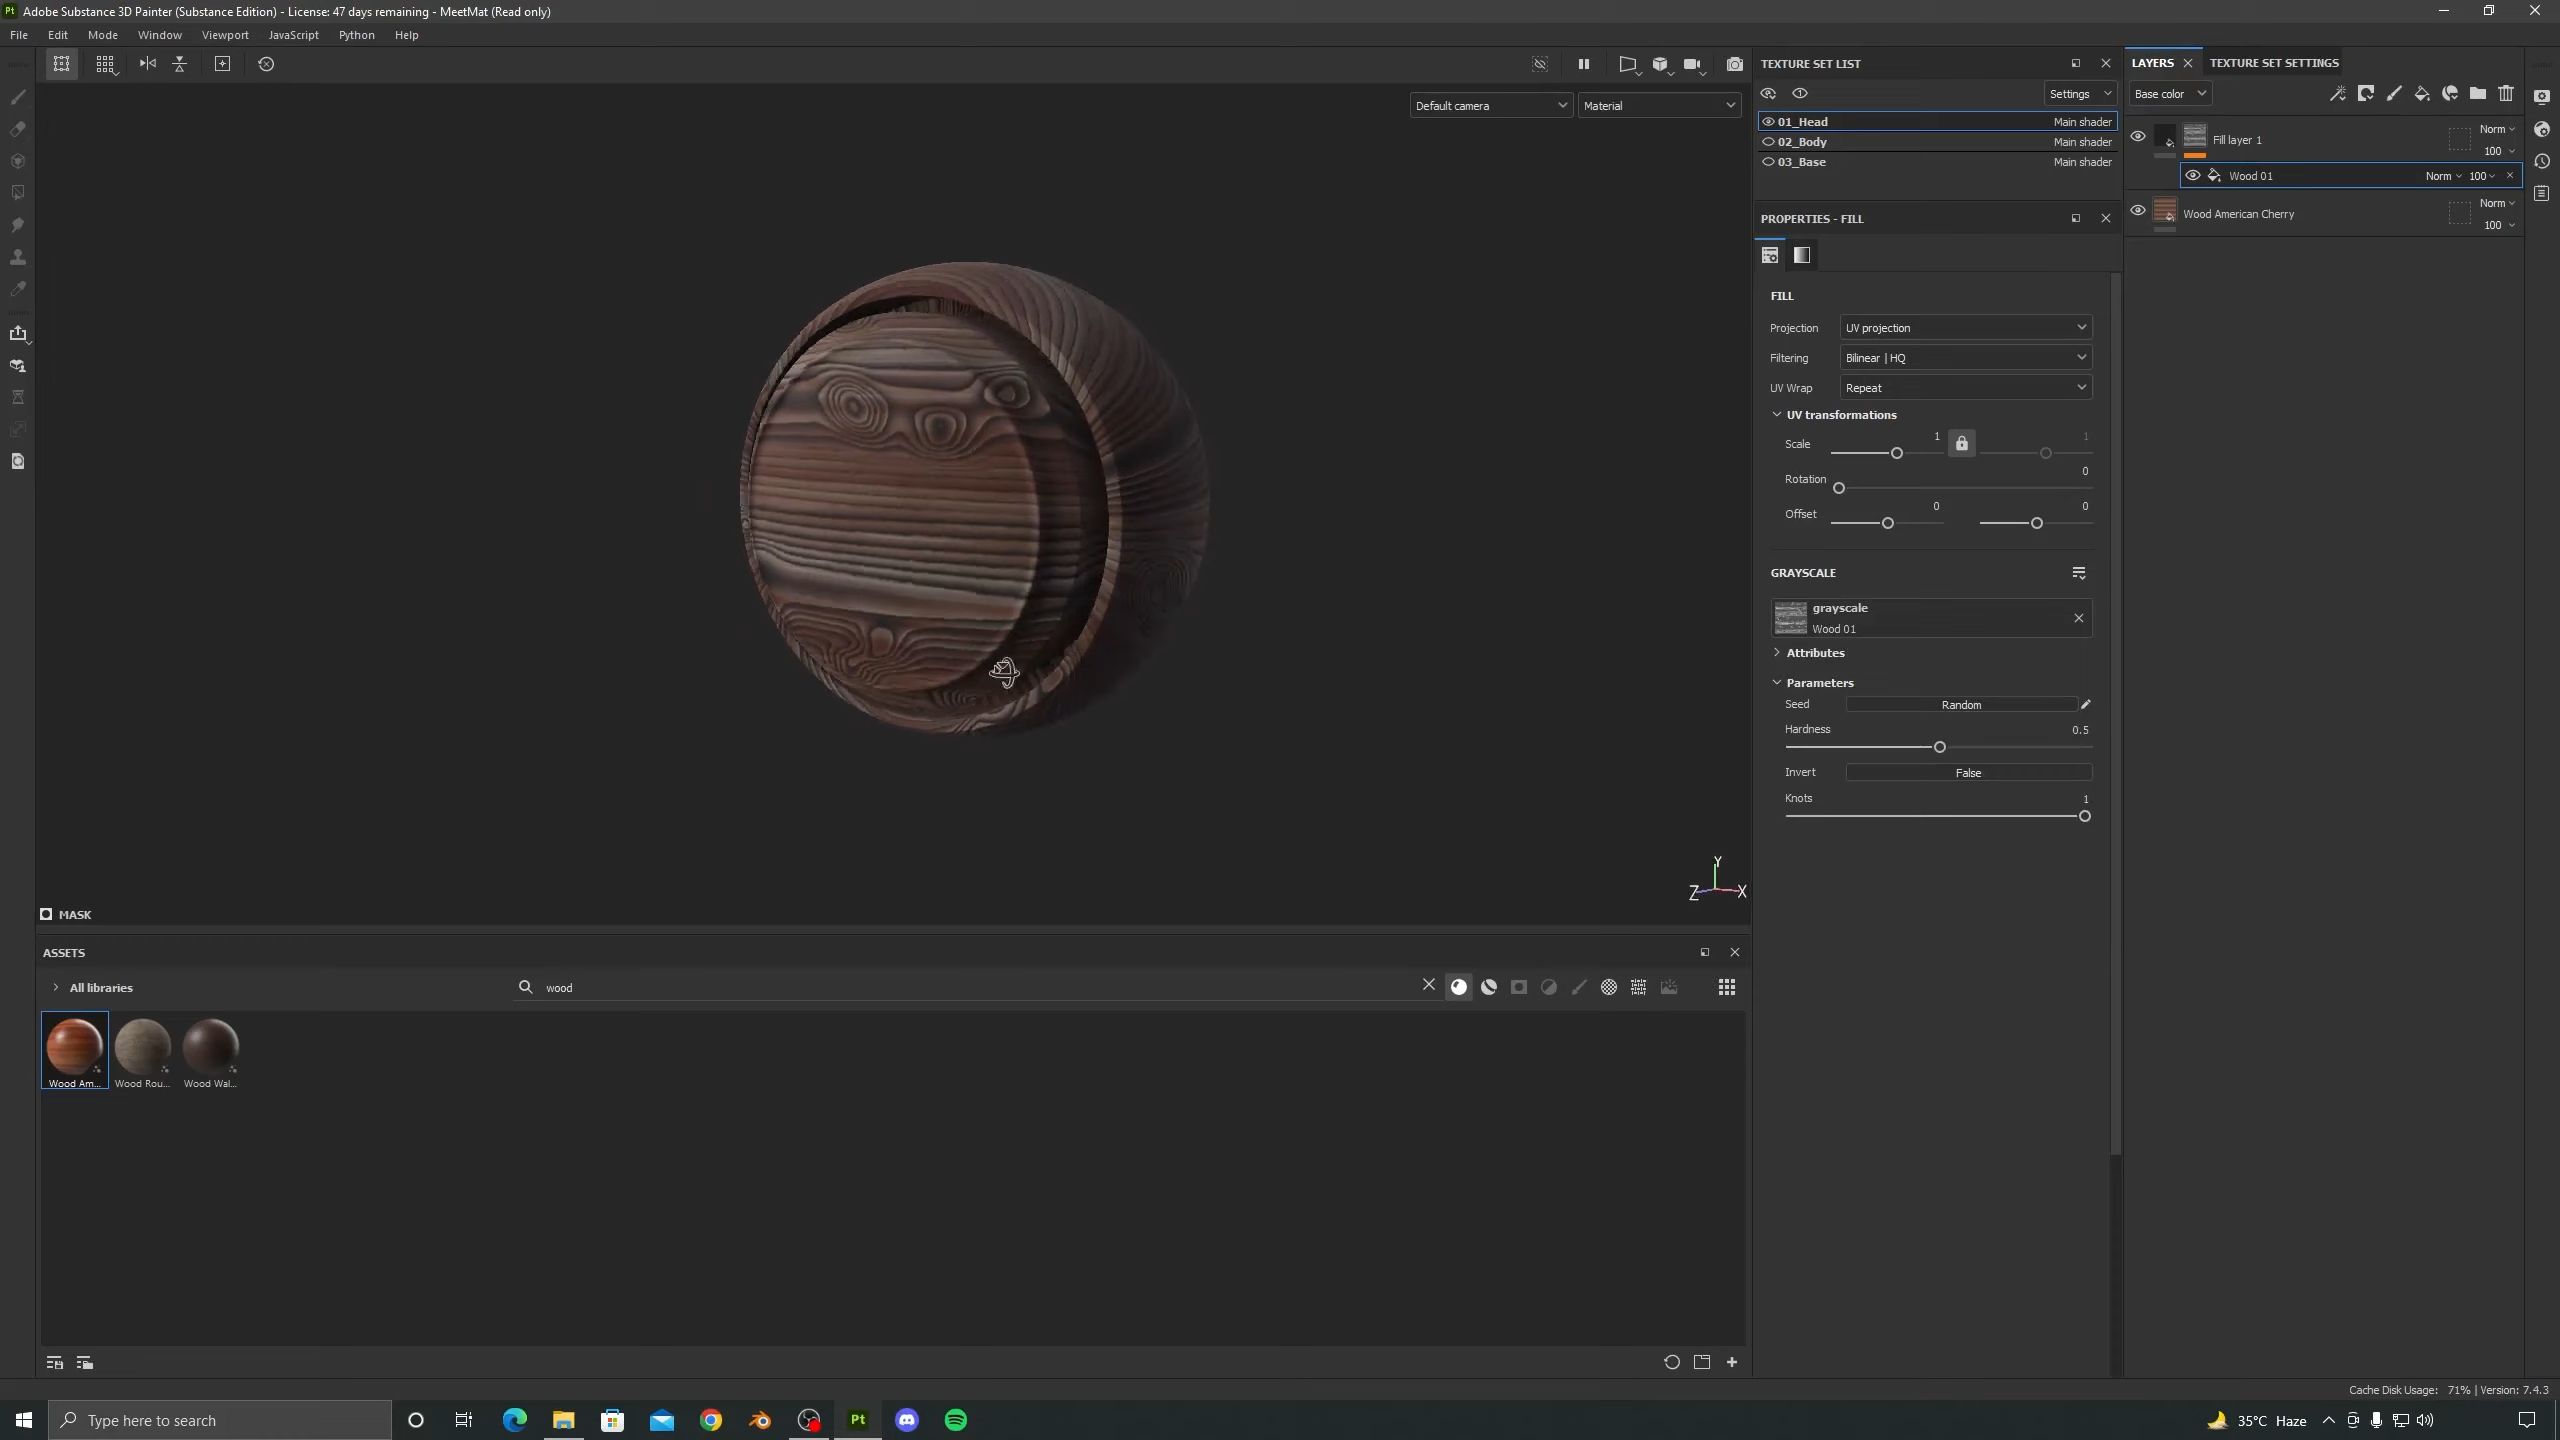 Pt Adobe Substance 3D Painter (Substance Edition) - License: 47 days remaining - MeetMat (Read only)
File Edit Mode Window Viewport JavaScript Python Help
Default camera Material
MASK
Y
Z X
TEXTURE SET LIST
Settings
01_Head Main shader
02_Body Main shader
03_Base Main shader
PROPERTIES - FILL
FILL
Projection UV projection
Filtering Bilinear | HQ
UV Wrap Repeat
UV transformations
Scale 1 1
Rotation 0
Offset 0 0
GRAYSCALE
grayscale
Wood 01
Attributes
Parameters
Seed Random
Hardness 0.5
Invert False
Knots 1
LAYERS TEXTURE SET SETTINGS
Base color
Fill layer 1 Norm
100
Wood 01 Norm 100
Wood American Cherry Norm
100
ASSETS
All libraries wood
Wood Am... Wood Rou... Wood Wal...
Cache Disk Usage: 71% | Version: 7.4.3
Type here to search Pt 35°C Haze